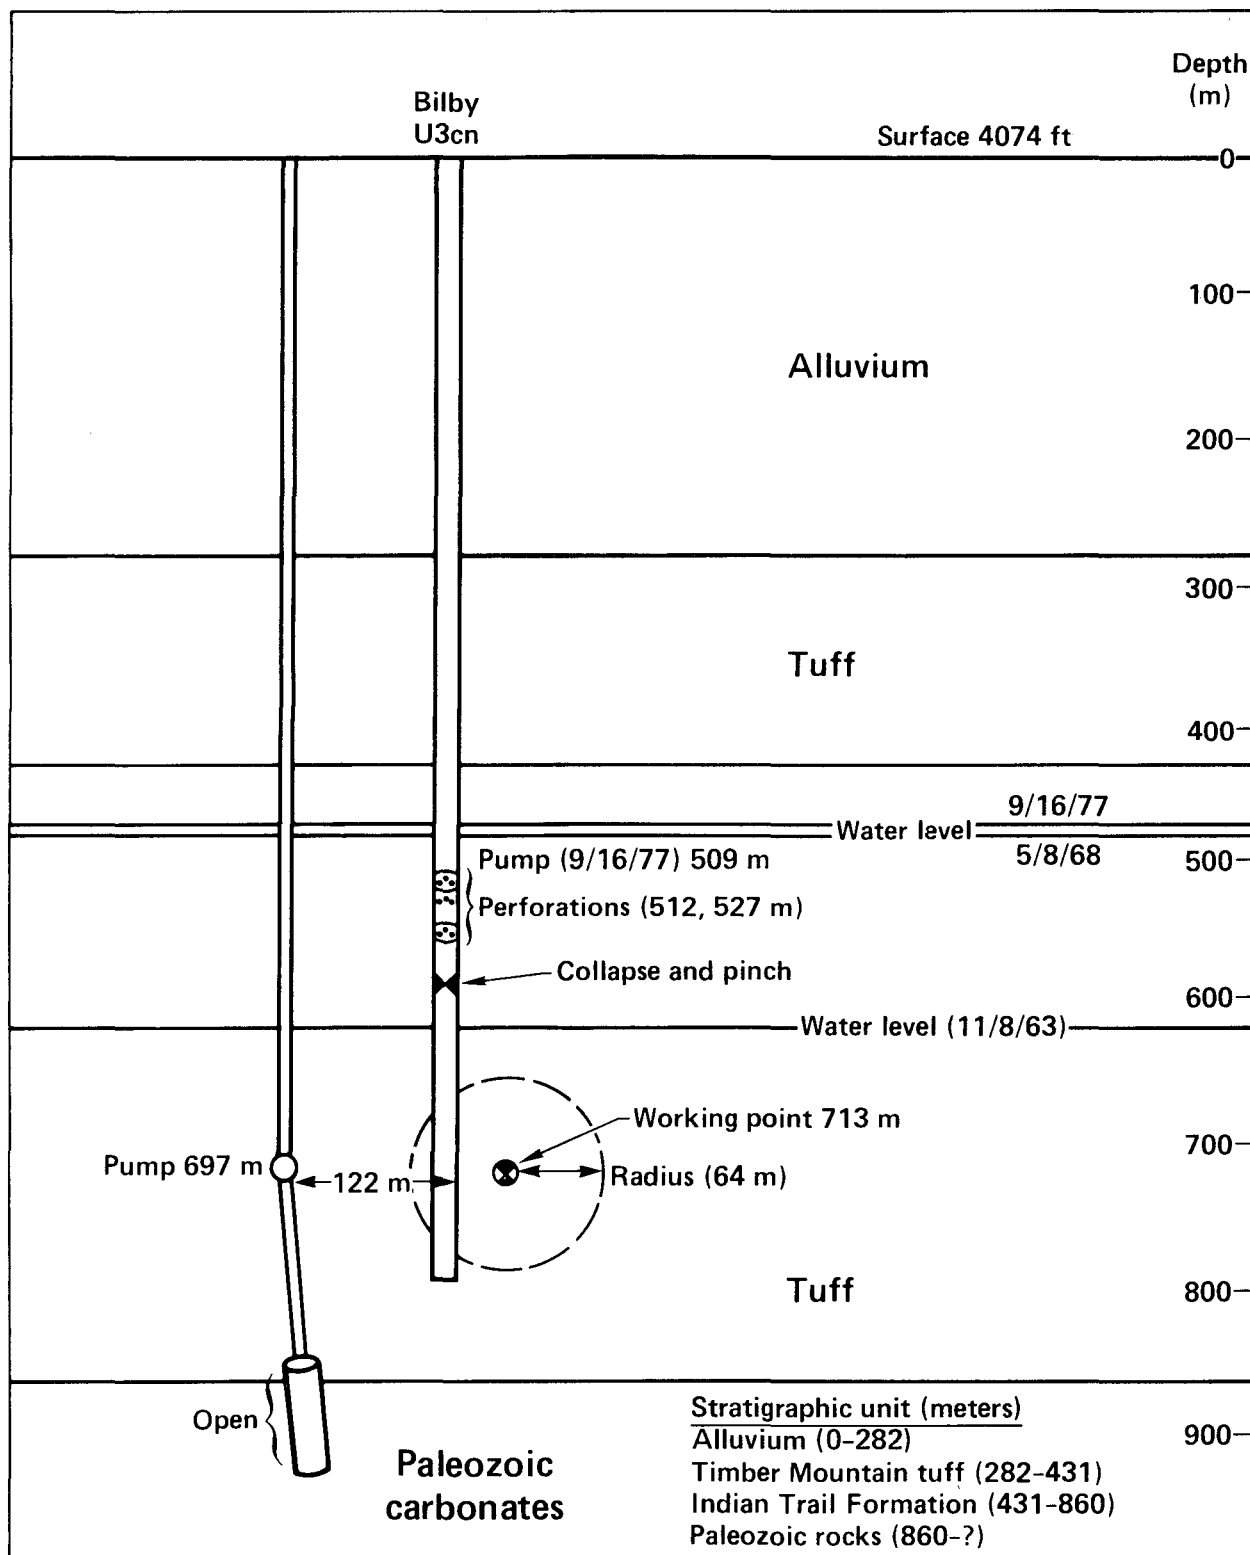 Depth
(m)
Bilby
U3cn
Surface 4074 ft
0
100
Alluvium
200
300
Tuff
400
9/16/77
Water level
5/8/68
Pump (9/16/77) 509 m
500
Perforations (512, 527 m)
Collapse and pinch
600
Water level (11/8/63)
Working point 713 m
700
Pump 697 m
122 m
Radius (64 m)
Tuff
800
Open
Stratigraphic unit (meters)
Alluvium (0-282)
900
Paleozoic
carbonates
Timber Mountain tuff (282-431)
Indian Trail Formation (431-860)
Paleozoic rocks (860-?)